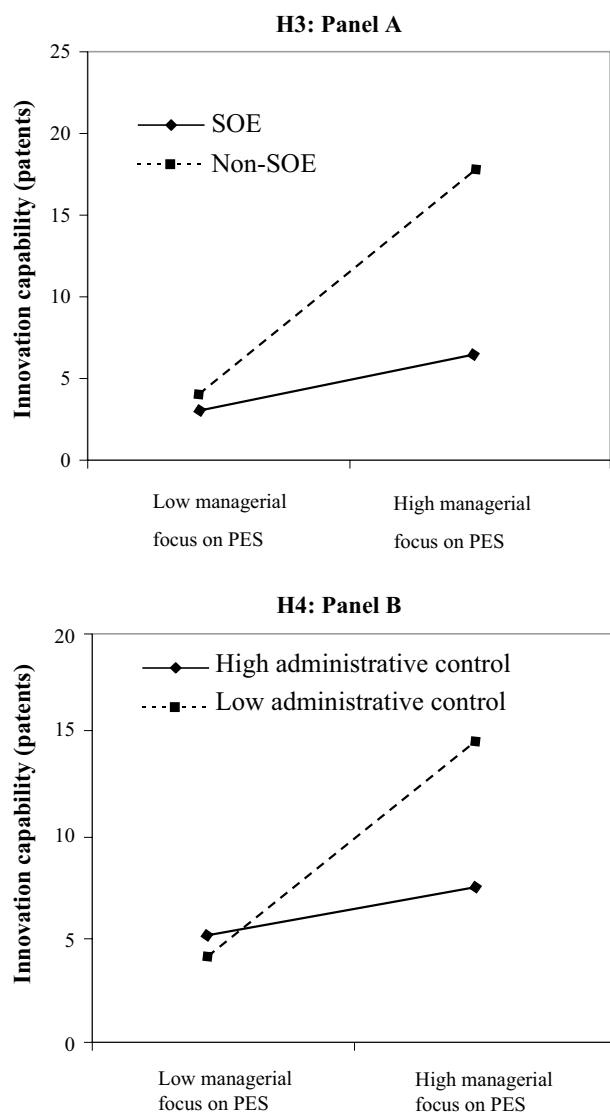 H3: Panel A
25
20
15
10
5
0
Innovation capability (patents)
SOE
Non-SOE
Low managerial
focus on PES
High managerial
focus on PES
H4: Panel B
20
15
10
5
0
Innovation capability (patents)
High administrative control
Low administrative control
Low managerial
focus on PES
High managerial
focus on PES